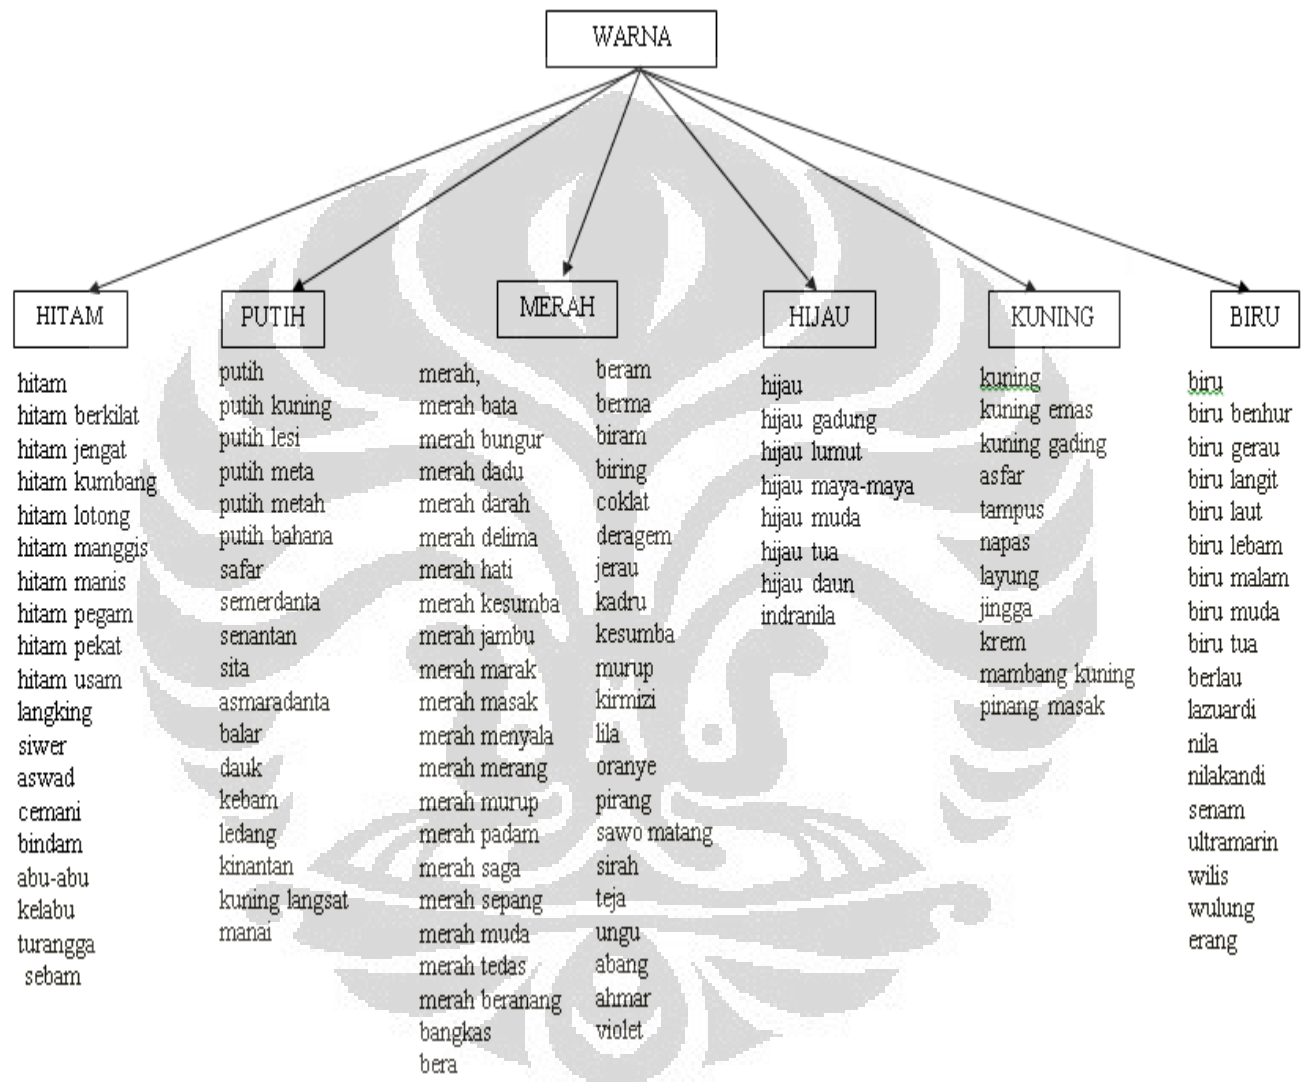 WARNA
HITAM
hitam
hitam berkilat
hitam jengat
hitam kumbang
hitam lotong
hitam manggis
hitam manis
hitam pegam
hitam pekat
hitam usam
langking
siwer
aswad
cemani
bindam
abu-abu
kelabu
turangga
sebam
PUTIH
putih
putih kuning
putih lesi
putih meta
putih metah
putih bahana
safar
semerdanta
senantan
sita
asmaradanta
balar
dauk
kebam
ledang
kinantan
kuning langsat
manai
MERAH
merah,
merah bata
merah bungur
merah dadu
merah darah
merah delima
merah hati
merah kesumba
merah jambu
merah marak
merah masak
merah menyala
merah merang
merah murup
merah padam
merah saga
merah sepang
merah muda
merah tedas
merah beranang
bangkas
bera
beram
berma
biram
biring
coklat
deragem
jerau
kadru
kesumba
murup
kirmizi
lila
oranye
pirang
sawo matang
sirah
teja
ungu
abang
ahmar
violet
HIJAU
hijau
hijau gadung
hijau lumut
hijau maya-maya
hijau muda
hijau tua
hijau daun
indranila
KUNING
kuning
kuning emas
kuning gading
asfar
tampus
napas
layung
jingga
krem
mambang kuning
pinang masak
BIRU
biru
biru benhur
biru gerau
biru langit
biru laut
biru lebam
biru malam
biru muda
biru tua
berlau
lazuardi
nila
nilakandi
senam
ultramarin
wilis
wulung
erang